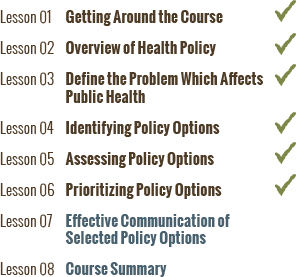 Lesson 01 Getting Around the Course
Lesson 02 Overview of Health Policy
Lesson 03 Define the Problem Which Affects
Public Health
Lesson 04 Identifying Policy Options
Lesson 05 Assessing Policy Options
Lesson 06 Prioritizing Policy Options
Lesson 07 Effective Communication of
Selected Policy Options
Lesson 08 Course Summary